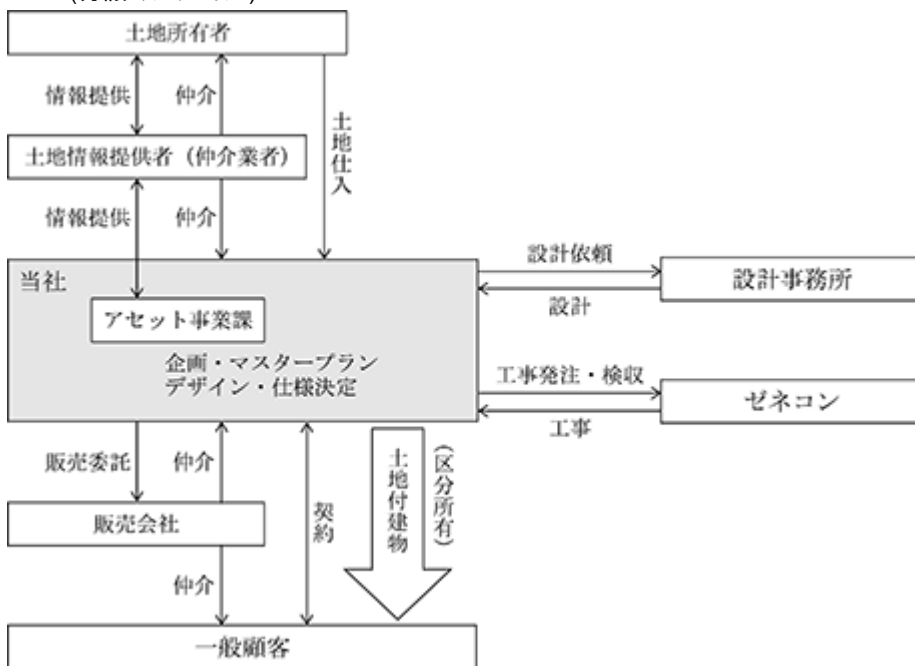 土地所有者
情報提供
仲介
土地仕入
土地情報提供者（仲介業者）
情報提供
仲介
当社
アセット事業課
企画・マスタープラン
デザイン・仕様決定
設計依頼
設計
設計事務所
工事発注・検収
工事
ゼネコン
販売委託
仲介
契約
土地付建物
（区分所有）
販売会社
仲介
一般顧客